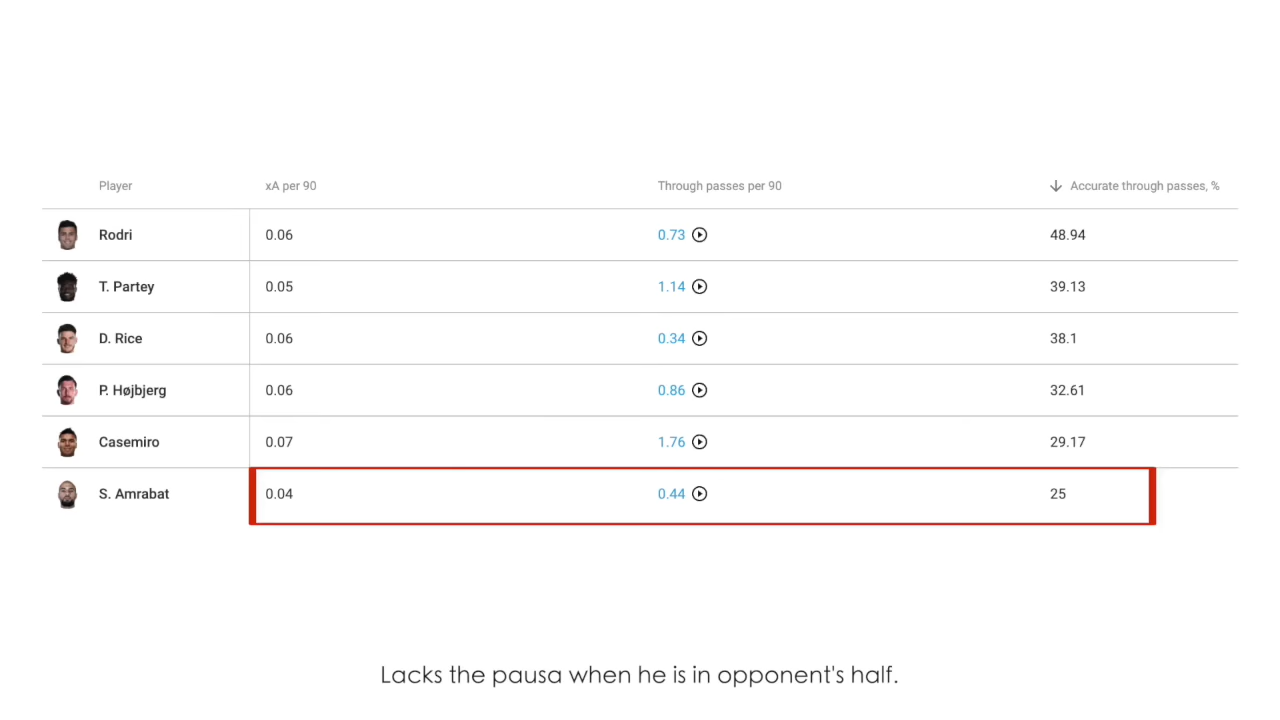 Player xA per 90 Through passes per 90 Accurate through passes, %
Rodri 0.06 0.73 48.94
T. Partey 0.05 1.14 39.13
D. Rice 0.06 0.34 38.1
P. Højbjerg 0.06 0.86 32.61
Casemiro 0.07 1.76 29.17
S. Amrabat 0.04 0.44 25
Lacks the pausa when he is in opponent's half.